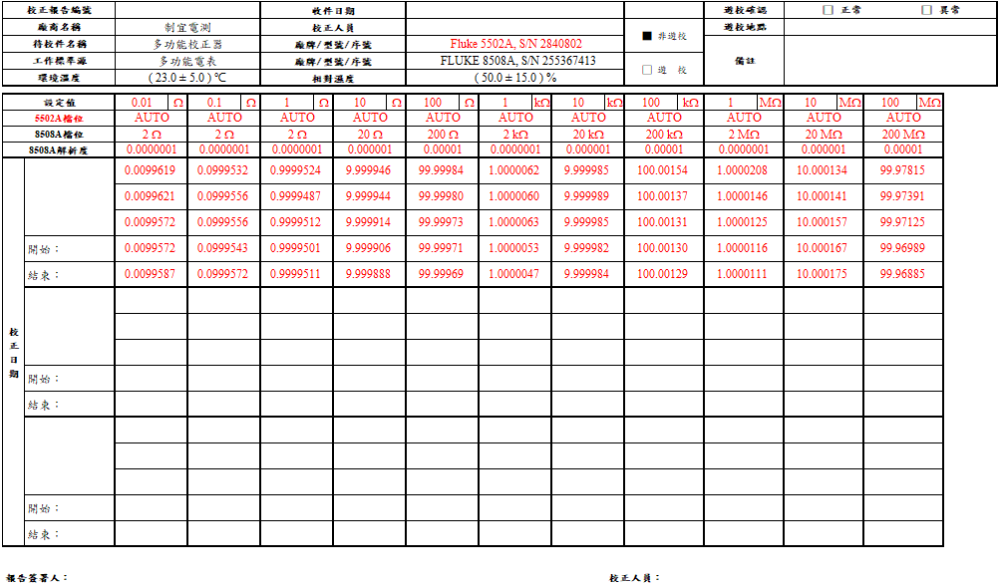 校正報告編號 收件日期 遊校確認 □ 正常 □ 異常
廠商名稱 制宜電測 校正人員 ■ 非遊校 遊校地點
待校件名稱 多功能校正器 廠牌/型號/序號 Fluke 5502A, S/N 2840802 備註
工作標準源 多功能電表 廠牌/型號/序號 FLUKE 8508A, S/N 255367413 □ 遊 校
環境溫度 ( 23.0 ± 5.0 ) ℃ 相對濕度 ( 50.0 ± 15.0 ) %
設定值 0.01 Ω 0.1 Ω 1 Ω 10 Ω 100 Ω 1 kΩ 10 kΩ 100 kΩ 1 MΩ 10 MΩ 100 MΩ
5502A檔位 AUTO AUTO AUTO AUTO AUTO AUTO AUTO AUTO AUTO AUTO AUTO
8508A檔位 2 Ω 2 Ω 2 Ω 20 Ω 200 Ω 2 kΩ 20 kΩ 200 kΩ 2 MΩ 20 MΩ 200 MΩ
8508A解析度 0.0000001 0.0000001 0.0000001 0.000001 0.00001 0.0000001 0.000001 0.00001 0.0000001 0.000001 0.00001
0.0099619 0.0999532 0.9999524 9.999946 99.99984 1.0000062 9.999985 100.00154 1.0000208 10.000134 99.97815
0.0099621 0.0999556 0.9999487 9.999944 99.99980 1.0000060 9.999989 100.00137 1.0000146 10.000141 99.97391
0.0099572 0.0999556 0.9999512 9.999914 99.99973 1.0000063 9.999985 100.00131 1.0000125 10.000157 99.97125
開始： 0.0099572 0.0999543 0.9999501 9.999906 99.99971 1.0000053 9.999982 100.00130 1.0000116 10.000167 99.96989
結束： 0.0099587 0.0999572 0.9999511 9.999888 99.99969 1.0000047 9.999984 100.00129 1.0000111 10.000175 99.96885
校正日期
開始：
結束：
開始：
結束：
報告簽署人： 校正人員：